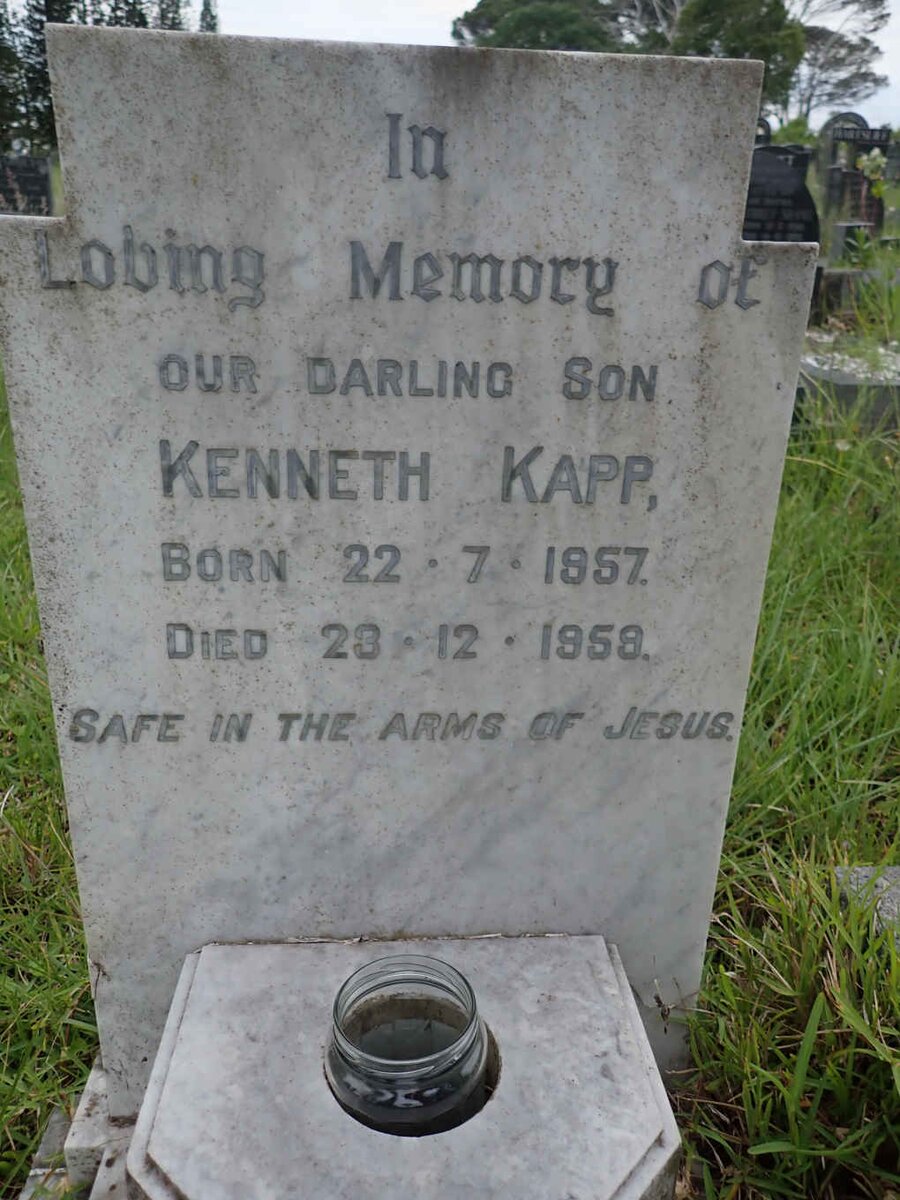 In
Loving Memory of
OUR DARLING SON
KENNETH KAPP,
BORN 22·7·1957.
DIED 23·12·1959.
SAFE IN THE ARMS OF JESUS.